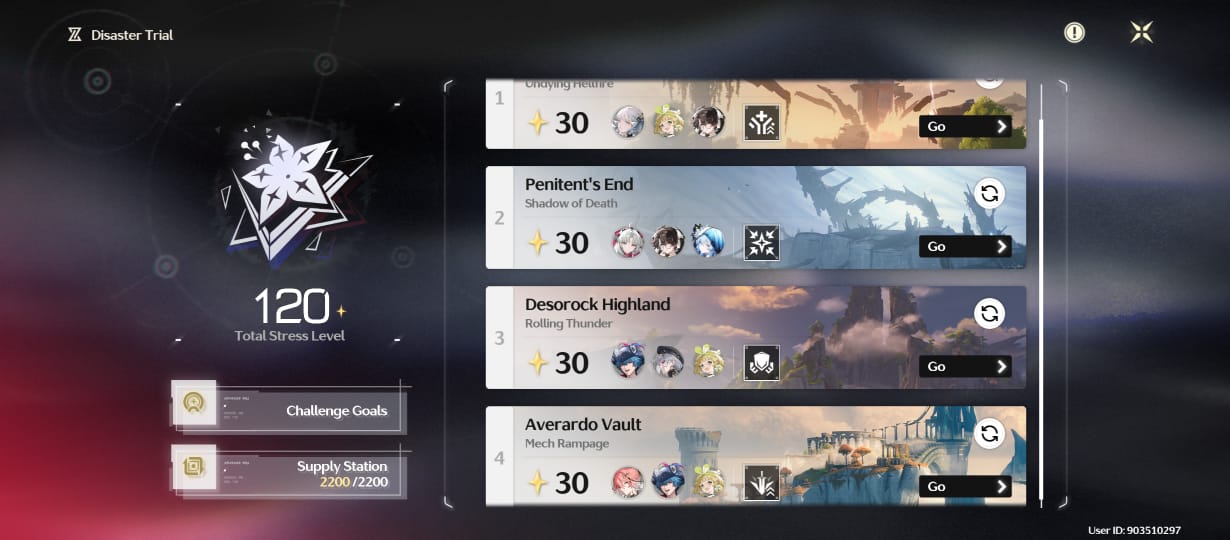 Disaster Trial
120
Total Stress Level
Challenge Goals
Supply Station
2200/2200
1
Undying Hellfire
30
Go
2
Penitent's End
Shadow of Death
30
Go
3
Desorock Highland
Rolling Thunder
30
Go
4
Averardo Vault
Mech Rampage
30
Go
User ID: 903510297